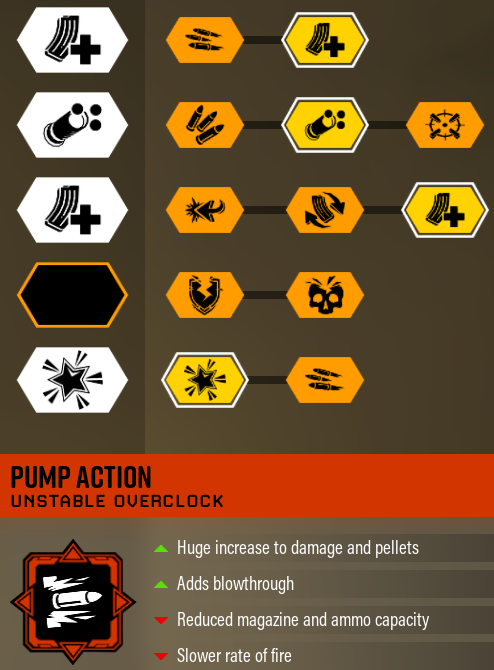 PUMP ACTION
UNSTABLE OVERCLOCK
Huge increase to damage and pellets
Adds blowthrough
Reduced magazine and ammo capacity
Slower rate of fire